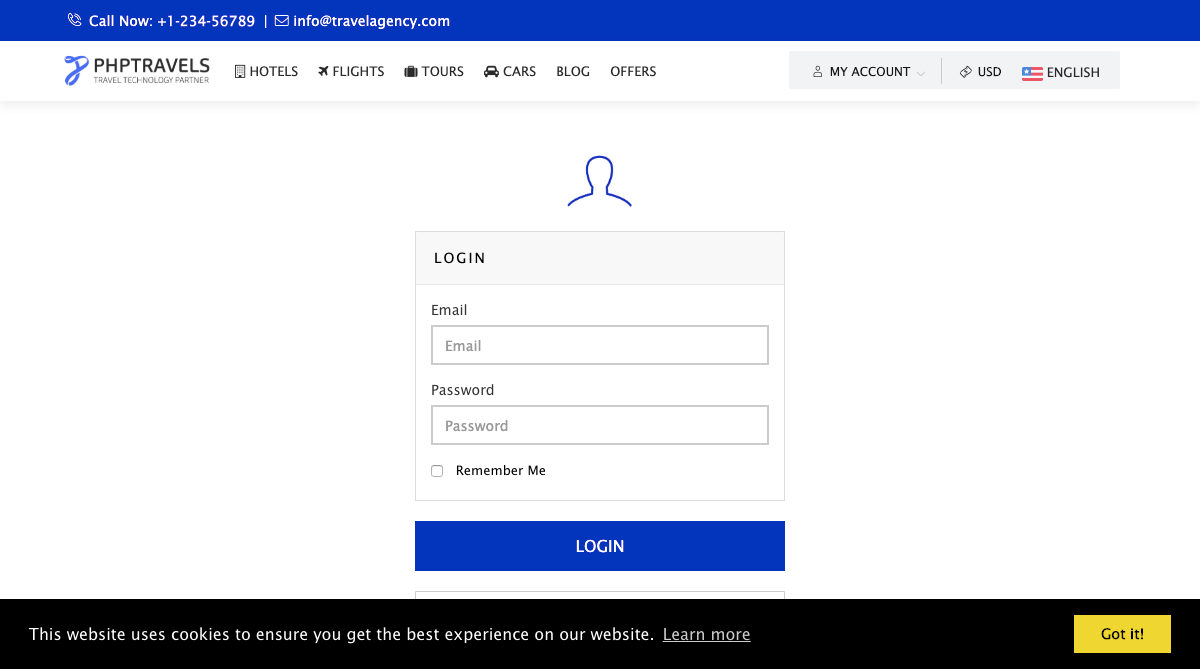 Call Now: +1-234-56789 | info@travelagency.com
PHPTRAVELS
TRAVEL TECHNOLOGY PARTNER
HOTELS FLIGHTS TOURS CARS BLOG OFFERS
MY ACCOUNT USD ENGLISH
LOGIN
Email
Email
Password
Password
Remember Me
LOGIN
This website uses cookies to ensure you get the best experience on our website. Learn more
Got it!